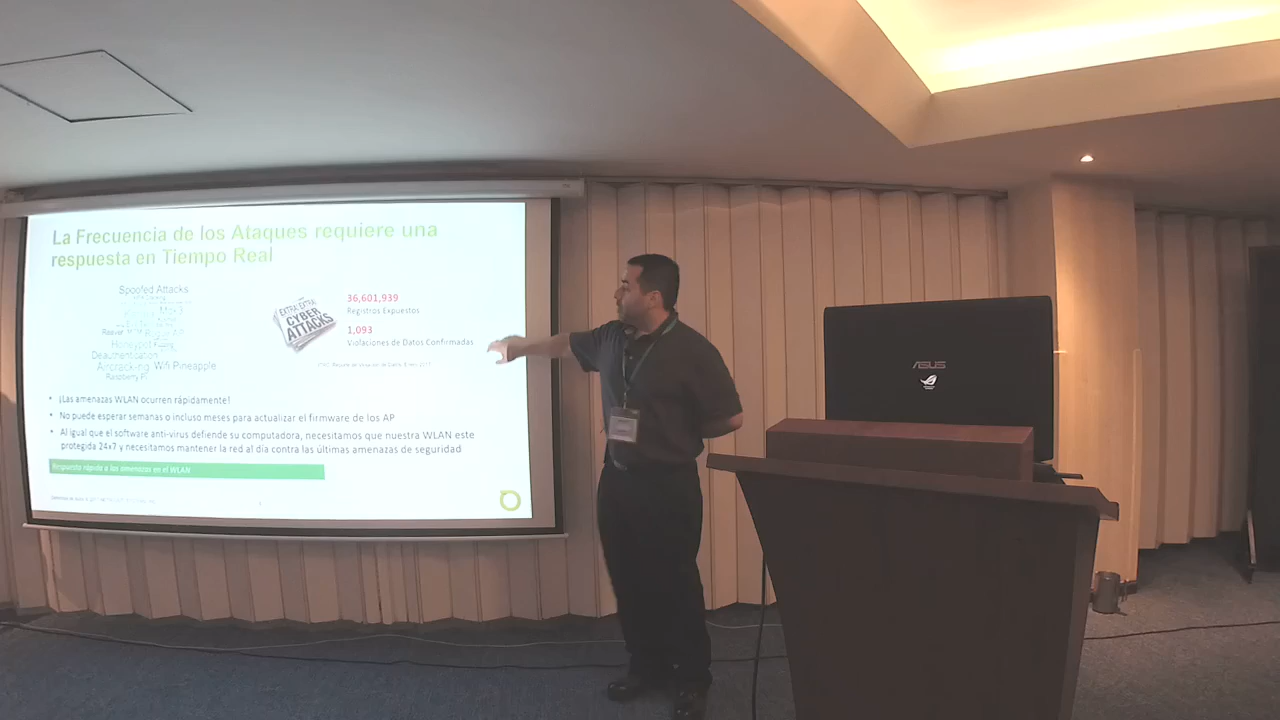 La Frecuencia de los Ataques requiere una
respuesta en Tiempo Real
Spoofed Attacks
Honeypot
Deauthentication
Aircracking Wifi Pineapple
Raspberry Pi
EXTRA! EXTRA!
CYBER
ATTACKS
36,601,939
Registros Expuestos
1,093
Violaciones de Datos Confirmadas
• ¡Las amenazas WLAN ocurren rápidamente!
• No puede esperar semanas o incluso meses para actualizar el firmware de los AP
• Al igual que el software anti-virus defiende su computadora, necesitamos que nuestra WLAN este
protegida 24x7 y necesitamos mantener la red al día contra las últimas amenazas de seguridad
Respuesta rápida a las amenazas en el WLAN
ASUS